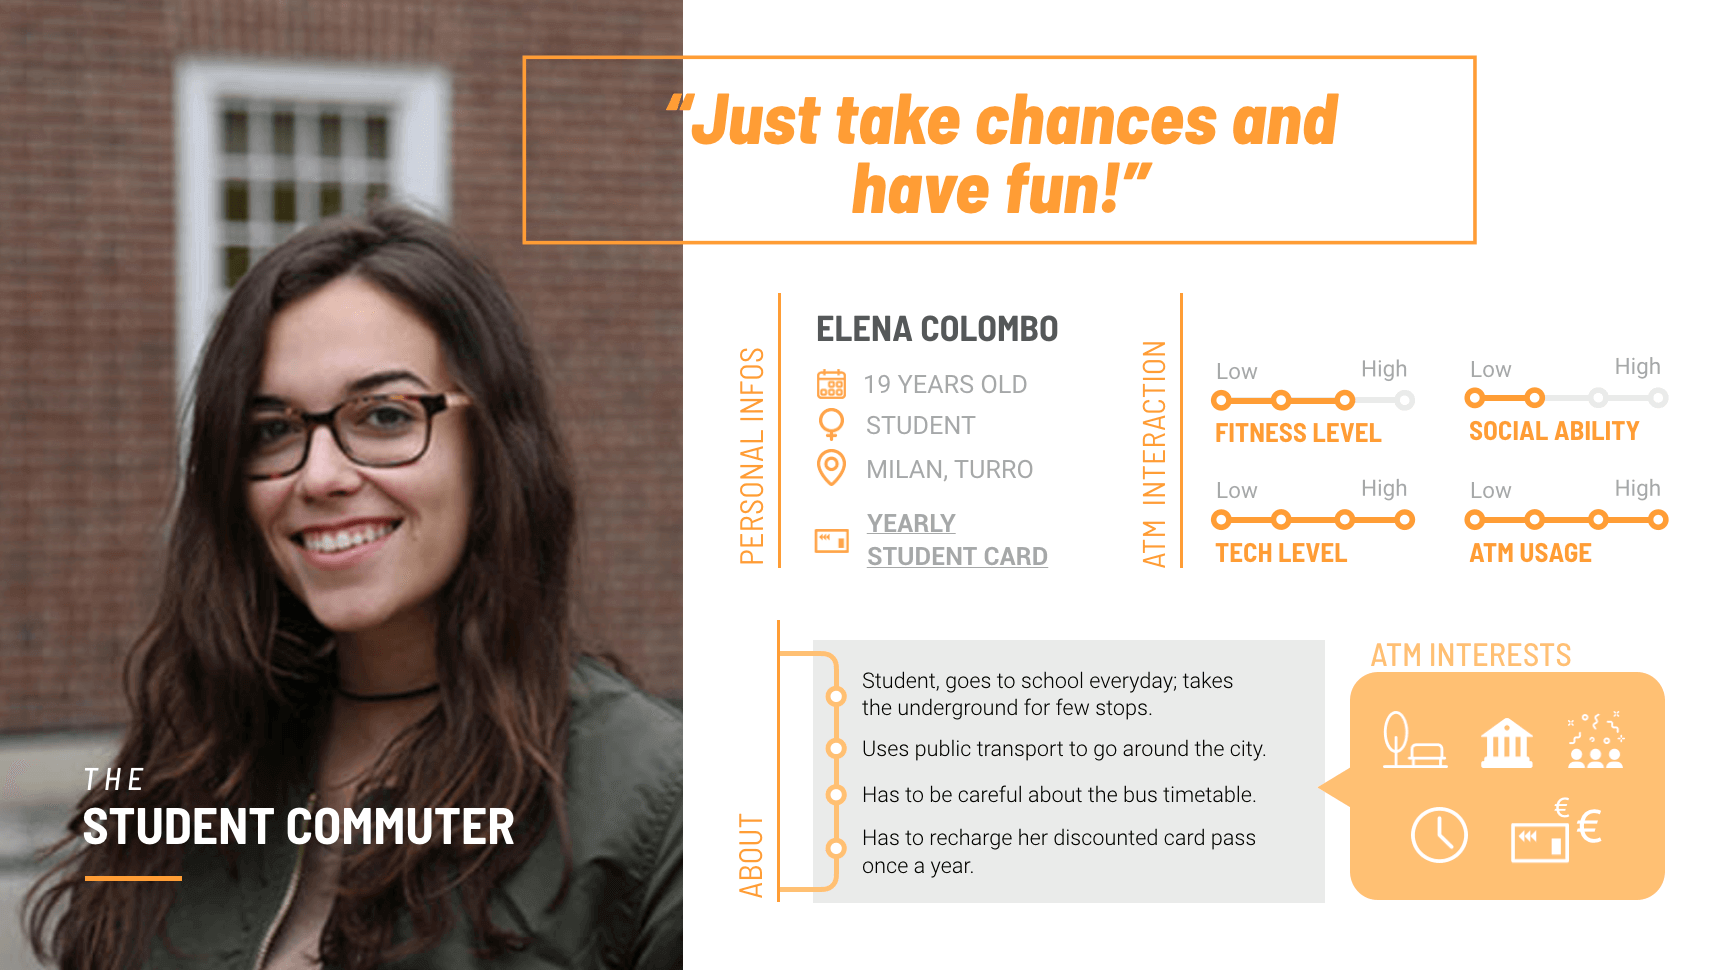 “Just take chances and
have fun!”
THE
STUDENT COMMUTER
PERSONAL INFOS
ELENA COLOMBO
19 YEARS OLD
STUDENT
MILAN, TURRO
YEARLY
STUDENT CARD
ATM INTERACTION
Low High
FITNESS LEVEL
Low High
SOCIAL ABILITY
Low High
TECH LEVEL
Low High
ATM USAGE
ABOUT
Student, goes to school everyday; takes
the underground for few stops.
Uses public transport to go around the city.
Has to be careful about the bus timetable.
Has to recharge her discounted card pass
once a year.
ATM INTERESTS
€ €